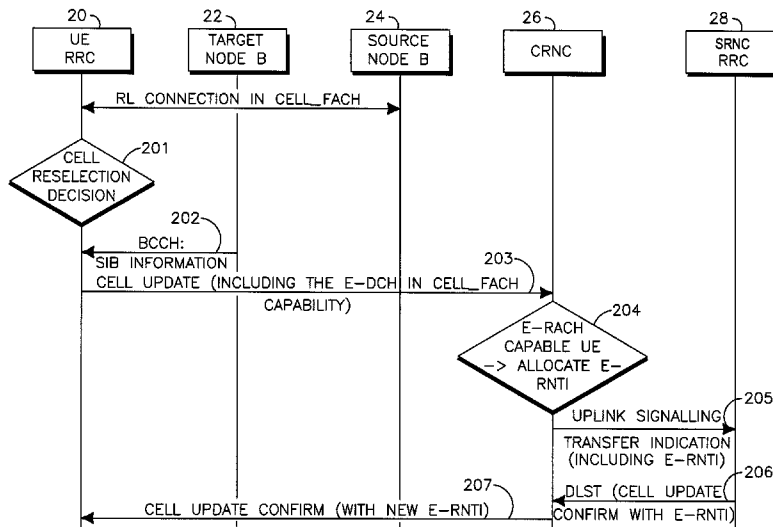 20
22
24
26
28
UE
RRC
TARGET
NODE B
SOURCE
NODE B
CRNC
SRNC
RRC
RL CONNECTION IN CELL_FACH
201
CELL
RESELECTION
DECISION
202
BCCH:
SIB INFORMATION
203
CELL UPDATE (INCLUDING THE E-DCH IN CELL_FACH
CAPABILITY)
204
E-RACH
CAPABLE UE
-> ALLOCATE E-
RNTI
205
UPLINK SIGNALLING
TRANSFER INDICATION
(INCLUDING E-RNTI)
206
DLST (CELL UPDATE
CONFIRM WITH E-RNTI)
207
CELL UPDATE CONFIRM (WITH NEW E-RNTI)